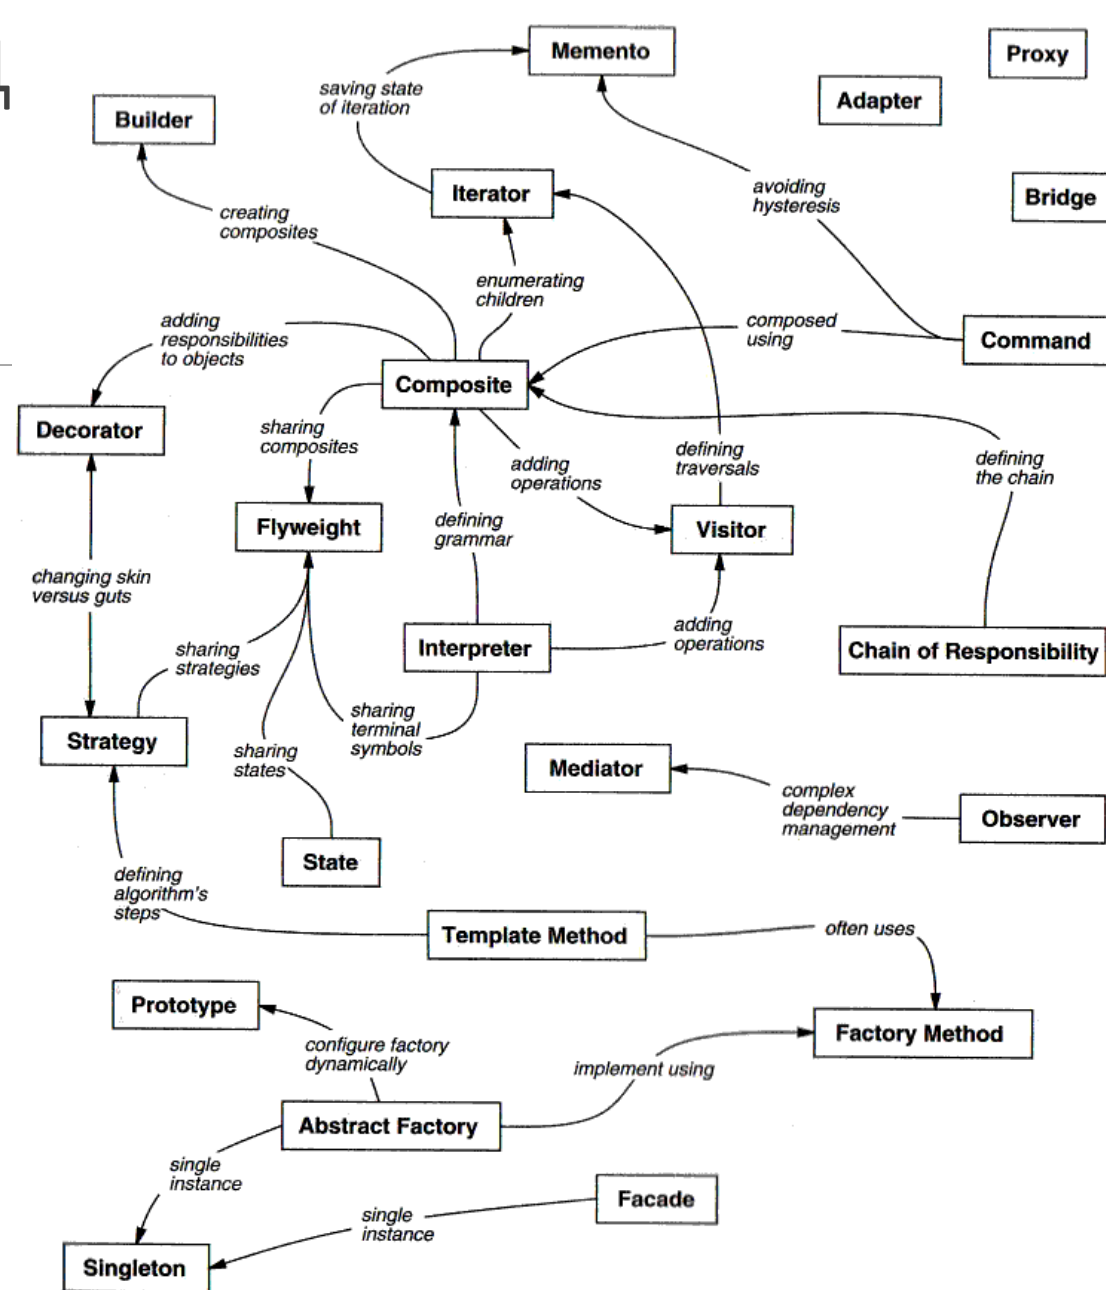 Memento
Proxy
Adapter
saving state
of iteration
Builder
Iterator
avoiding
hysteresis
Bridge
creating
composites
enumerating
children
adding
responsibilities
to objects
composed
using
Command
Composite
Decorator
sharing
composites
adding
operations
defining
traversals
defining
the chain
Flyweight
defining
grammar
Visitor
changing skin
versus guts
sharing
strategies
Interpreter
adding
operations
Chain of Responsibility
sharing
terminal
symbols
Strategy
sharing
states
Mediator
complex
dependency
management
Observer
State
defining
algorithm's
steps
Template Method
often uses
Prototype
Factory Method
configure factory
dynamically
implement using
Abstract Factory
single
instance
Facade
single
instance
Singleton